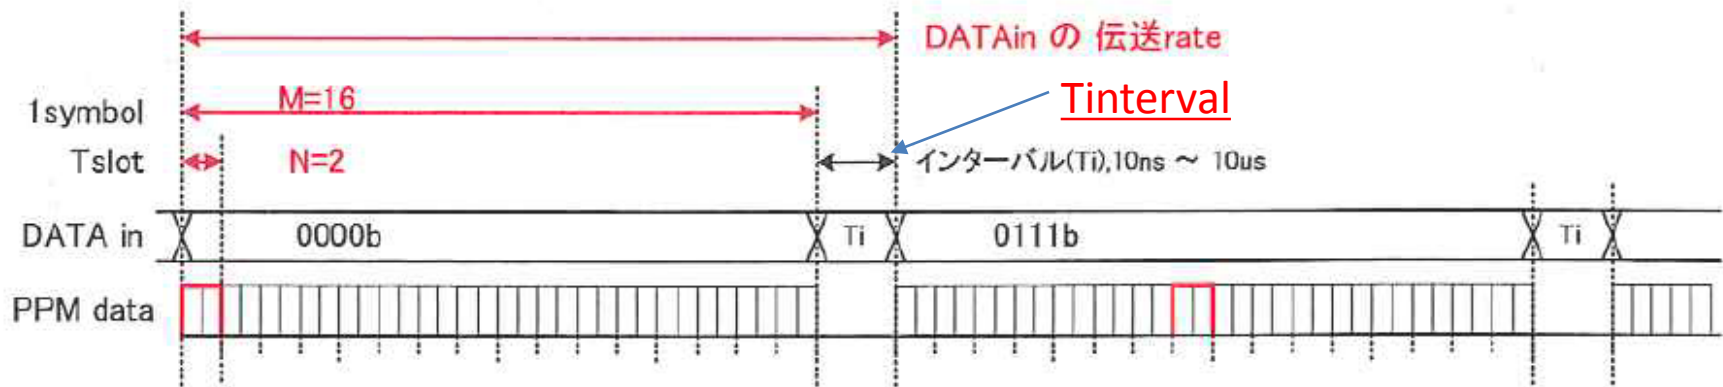 DATAin の 伝送rate
1symbol M=16 Tinterval
Tslot N=2 インターバル(Ti),10ns ～ 10us
DATA in 0000b Ti 0111b Ti
PPM data